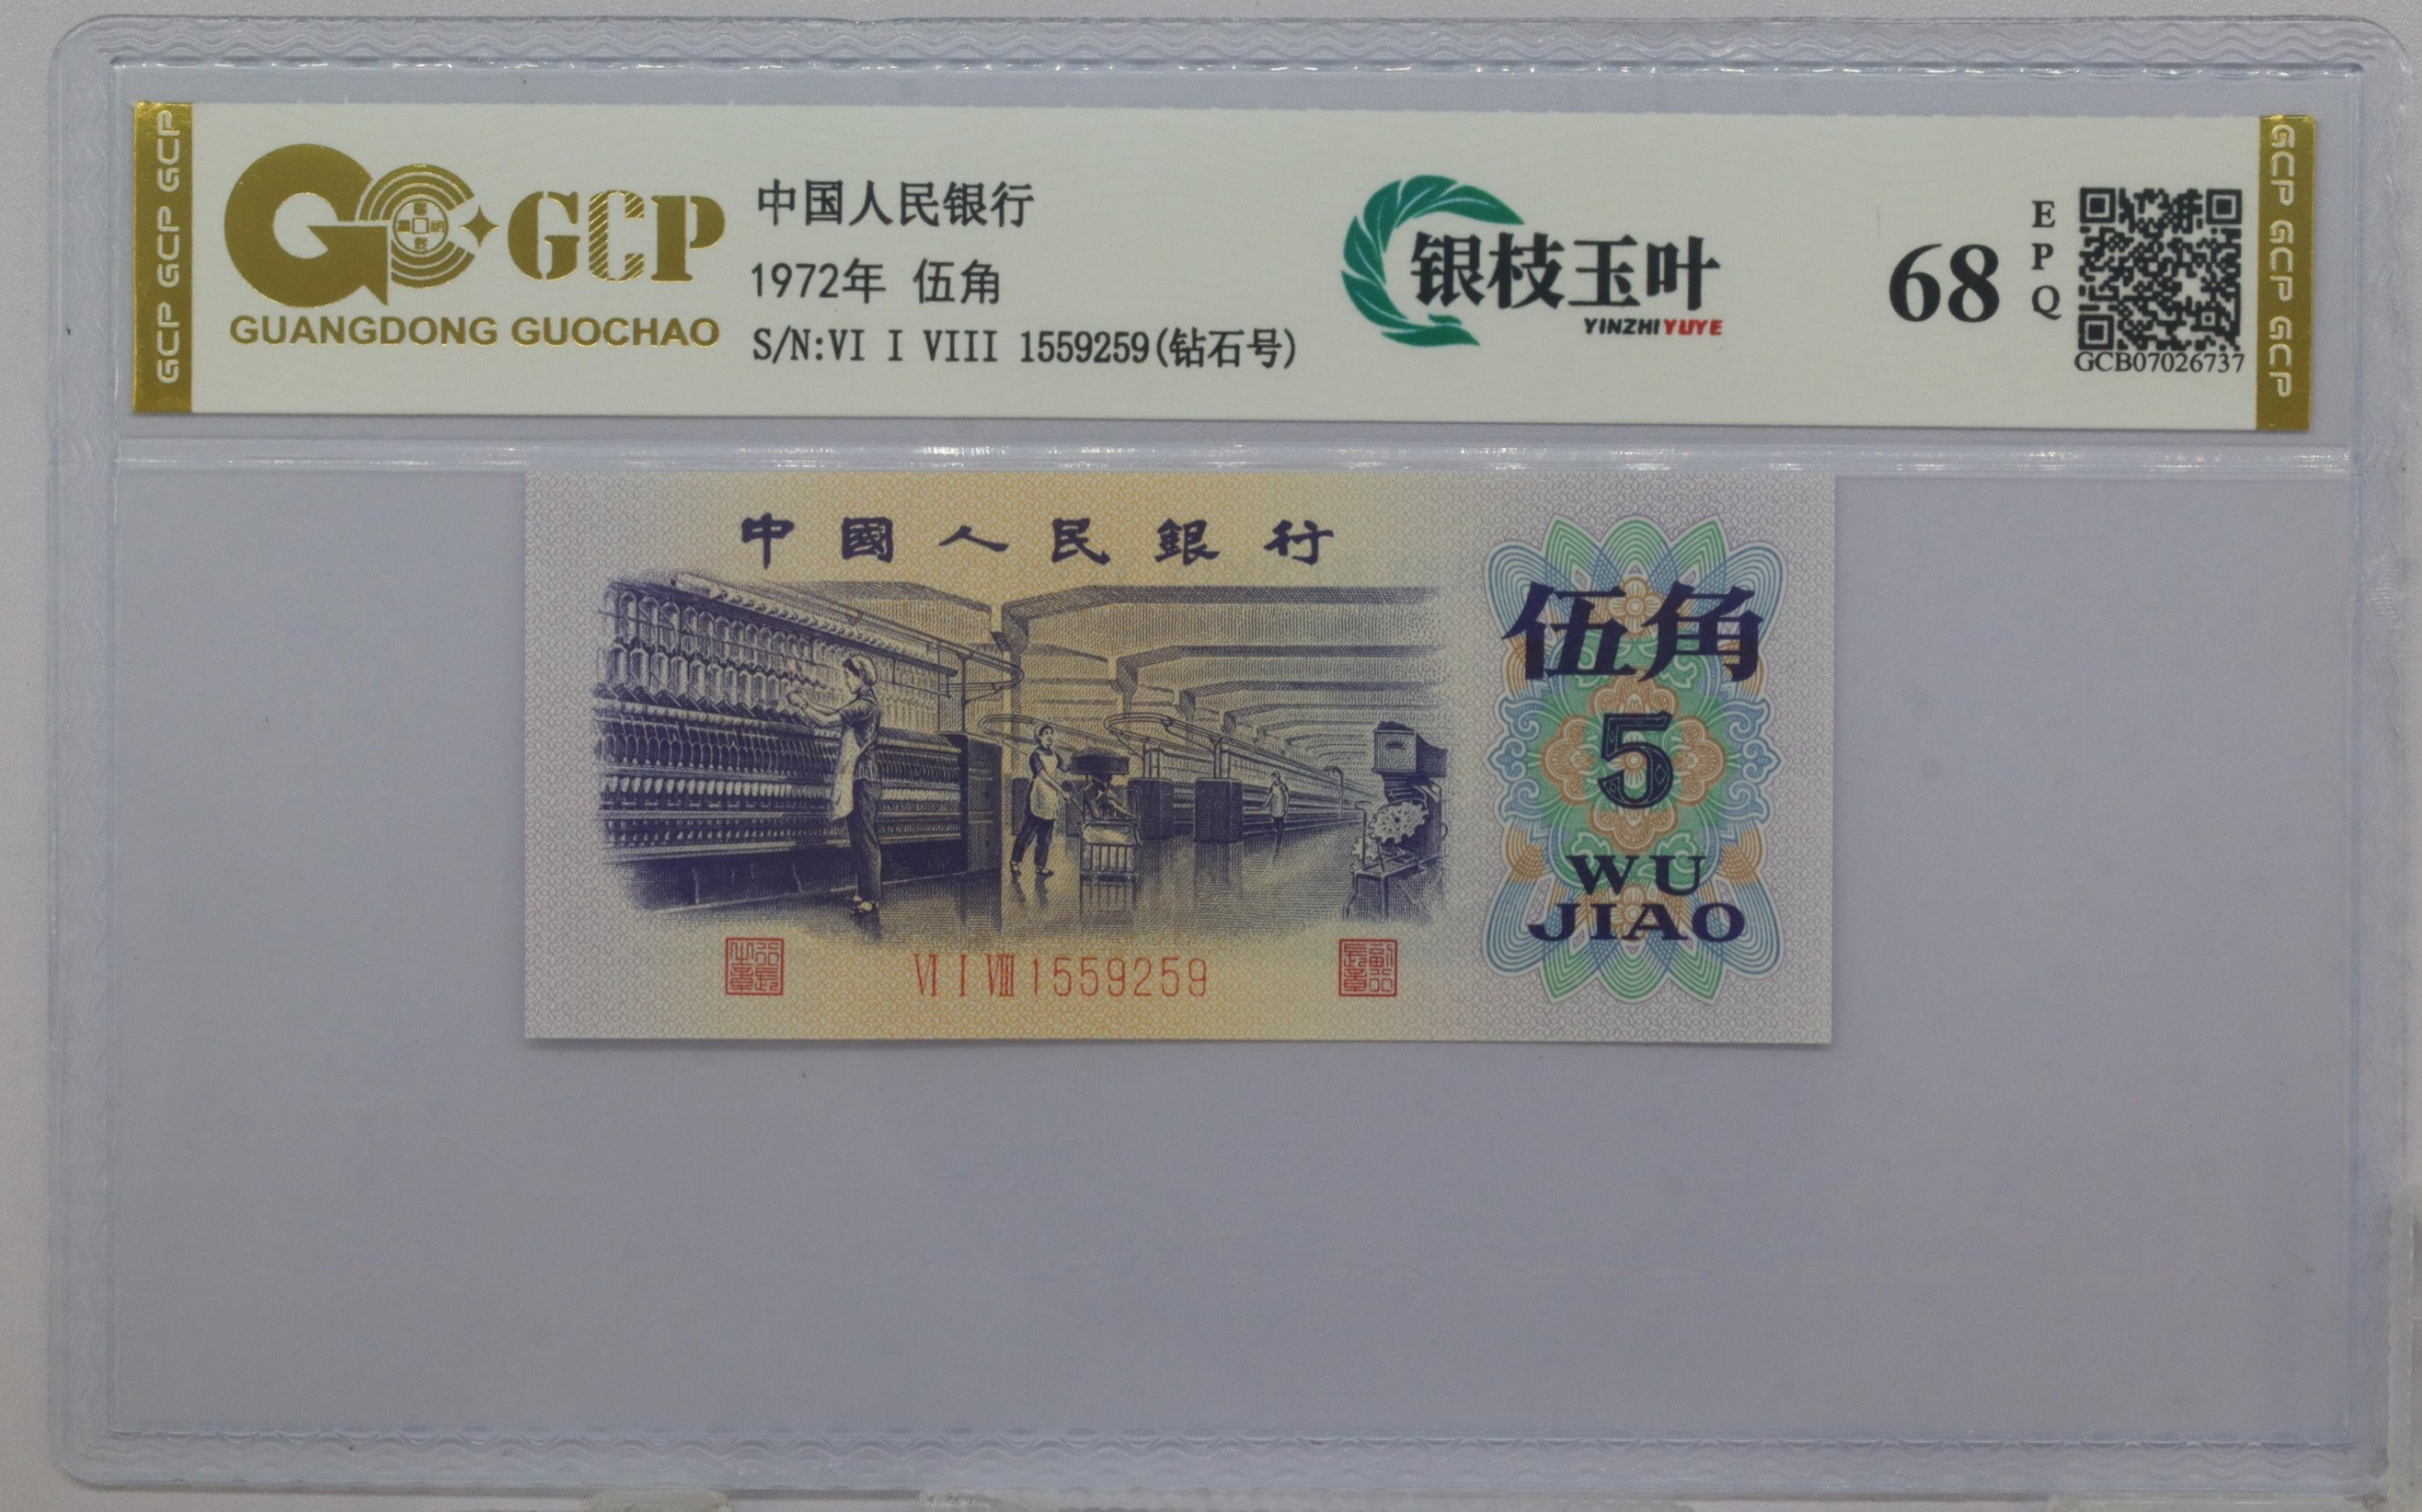 GCP GCP GCP
GCP
GUANGDONG GUOCHAO
中国人民银行
1972年 伍角
S/N:VI I VIII 1559259(钻石号)
银枝玉叶
YINZHIYUYE
68
EPQ
GCB07026737
GCP GCP GCP
中國人民銀行
伍角
5
WU
JIAO
VI I VIII 1559259